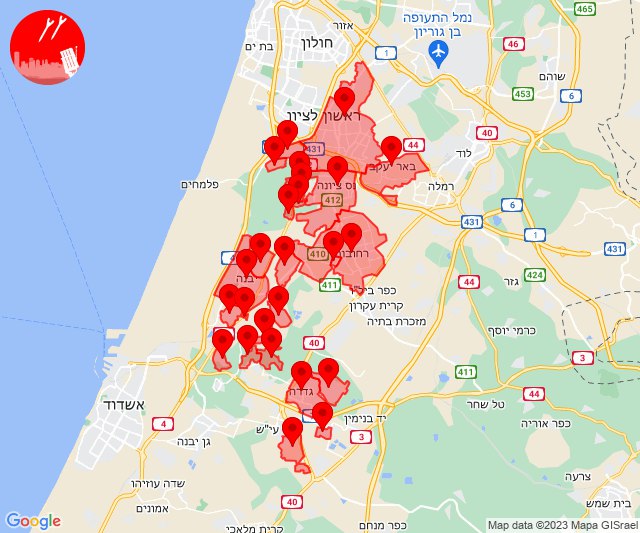 אזור
465
נמל התעופה
בן גוריון
חולון
1
46
בת ים
שוהם
453
6
ראשון לציון
40
44
431
לוד
באר יעקב
פלמחים
נס ציונה
רמלה
412
6
431
1
431
410
רחובות
4
424
יבנה
44
גזר
411
כפר ביל"ו
קרית עקרון
מזכרת בתיה
כרמי יוסף
40
3
411
גדרה
44
אשדוד
טל שחר
4
יד בנימין
עי"ש
3
כפר אוריה
גן יבנה
צרעה
שדה עוזיהו
אמונים
40
קרית מלאכי
כפר מנחם
נווה
שמש
Google
Map data ©2023 Mapa GISrael